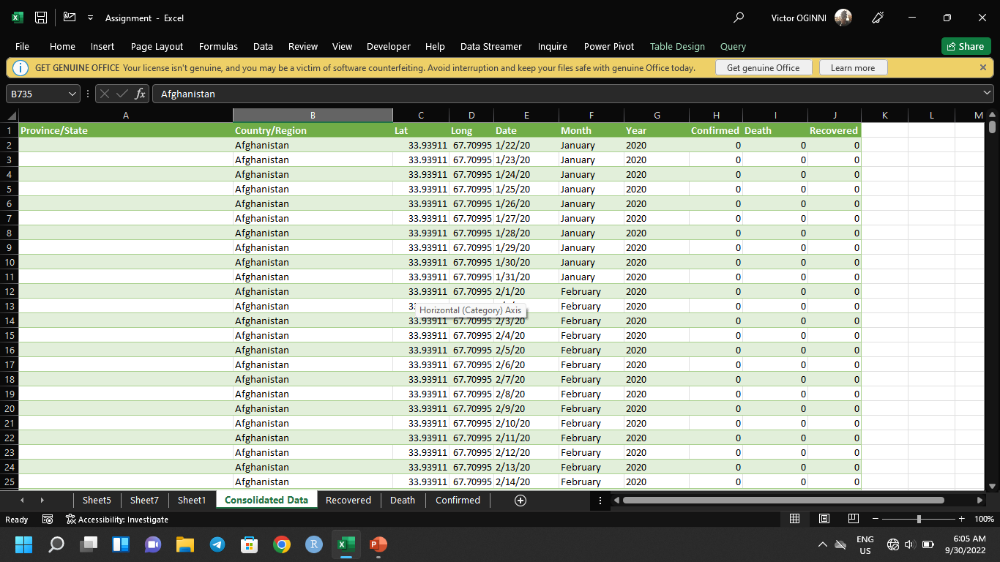 Assignment - Excel
Victor OGINNI
File Home Insert Page Layout Formulas Data Review View Developer Help Data Streamer Inquire Power Pivot Table Design Query Share
GET GENUINE OFFICE Your license isn't genuine, and you may be a victim of software counterfeiting. Avoid interruption and keep your files safe with genuine Office today. Get genuine Office Learn more
B735 fx Afghanistan
A B C D E F G H I J K L M
1 Province/State Country/Region Lat Long Date Month Year Confirmed Death Recovered
2 Afghanistan 33.93911 67.70995 1/22/20 January 2020 0 0 0
3 Afghanistan 33.93911 67.70995 1/23/20 January 2020 0 0 0
4 Afghanistan 33.93911 67.70995 1/24/20 January 2020 0 0 0
5 Afghanistan 33.93911 67.70995 1/25/20 January 2020 0 0 0
6 Afghanistan 33.93911 67.70995 1/26/20 January 2020 0 0 0
7 Afghanistan 33.93911 67.70995 1/27/20 January 2020 0 0 0
8 Afghanistan 33.93911 67.70995 1/28/20 January 2020 0 0 0
9 Afghanistan 33.93911 67.70995 1/29/20 January 2020 0 0 0
10 Afghanistan 33.93911 67.70995 1/30/20 January 2020 0 0 0
11 Afghanistan 33.93911 67.70995 1/31/20 January 2020 0 0 0
12 Afghanistan 33.93911 67.70995 2/1/20 February 2020 0 0 0
13 Afghanistan February 2020 0 0 0
Horizontal (Category) Axis
14 Afghanistan 33.93911 67.70995 2/3/20 February 2020 0 0 0
15 Afghanistan 33.93911 67.70995 2/4/20 February 2020 0 0 0
16 Afghanistan 33.93911 67.70995 2/5/20 February 2020 0 0 0
17 Afghanistan 33.93911 67.70995 2/6/20 February 2020 0 0 0
18 Afghanistan 33.93911 67.70995 2/7/20 February 2020 0 0 0
19 Afghanistan 33.93911 67.70995 2/8/20 February 2020 0 0 0
20 Afghanistan 33.93911 67.70995 2/9/20 February 2020 0 0 0
21 Afghanistan 33.93911 67.70995 2/10/20 February 2020 0 0 0
22 Afghanistan 33.93911 67.70995 2/11/20 February 2020 0 0 0
23 Afghanistan 33.93911 67.70995 2/12/20 February 2020 0 0 0
24 Afghanistan 33.93911 67.70995 2/13/20 February 2020 0 0 0
25 Afghanistan 33.93911 67.70995 2/14/20 February 2020 0 0 0
Sheet5 Sheet7 Sheet1 Consolidated Data Recovered Death Confirmed
Ready Accessibility: Investigate 100%
ENG 6:05 AM
US 9/30/2022